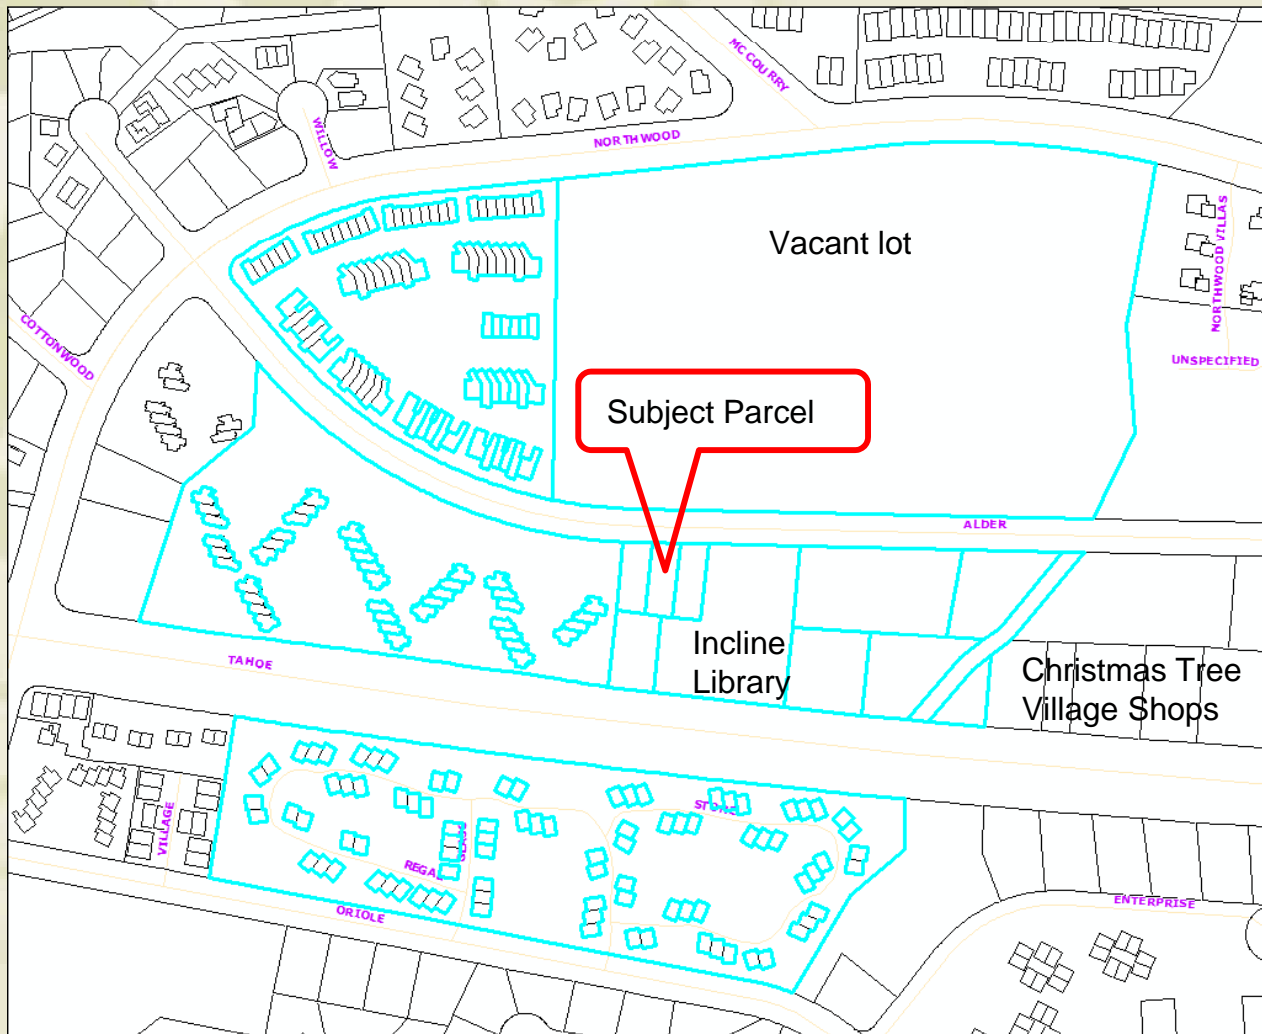 MC COURRY
WILLOW
NORTHWOOD
NORTHWOOD VILLAS
Vacant lot
COTTONWOOD
UNSPECIFIED
Subject Parcel
ALDER
Incline
Library
TAHOE
Christmas Tree
Village Shops
VILLAGE
REGAL
ORIOLE
ENTERPRISE